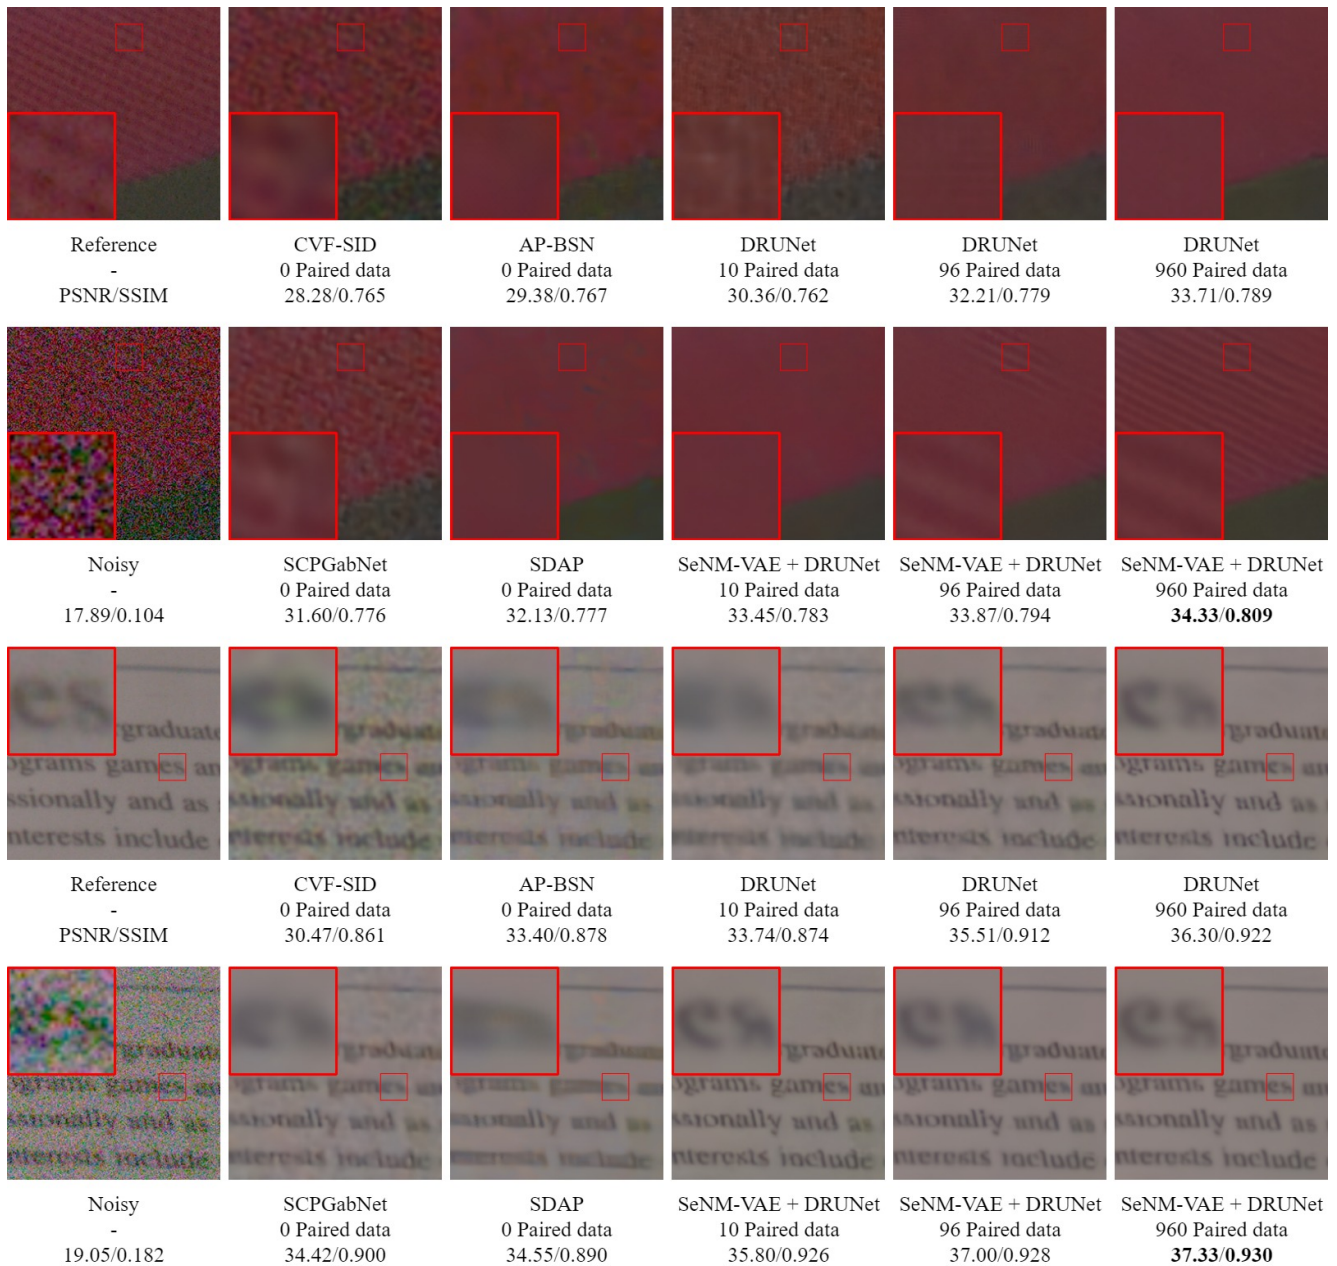 Reference CVF-SID AP-BSN DRUNet DRUNet DRUNet
- 0 Paired data 0 Paired data 10 Paired data 96 Paired data 960 Paired data
PSNR/SSIM 28.28/0.765 29.38/0.767 30.36/0.762 32.21/0.779 33.71/0.789
Noisy SCPGabNet SDAP SeNM-VAE + DRUNet SeNM-VAE + DRUNet SeNM-VAE + DRUNet
- 0 Paired data 0 Paired data 10 Paired data 96 Paired data 960 Paired data
17.89/0.104 31.60/0.776 32.13/0.777 33.45/0.783 33.87/0.794 34.33/0.809
es
graduate
ograms games an
ssionally and as
nterests include
Reference CVF-SID AP-BSN DRUNet DRUNet DRUNet
- 0 Paired data 0 Paired data 10 Paired data 96 Paired data 960 Paired data
PSNR/SSIM 30.47/0.861 33.40/0.878 33.74/0.874 35.51/0.912 36.30/0.922
Noisy SCPGabNet SDAP SeNM-VAE + DRUNet SeNM-VAE + DRUNet SeNM-VAE + DRUNet
- 0 Paired data 0 Paired data 10 Paired data 96 Paired data 960 Paired data
19.05/0.182 34.42/0.900 34.55/0.890 35.80/0.926 37.00/0.928 37.33/0.930